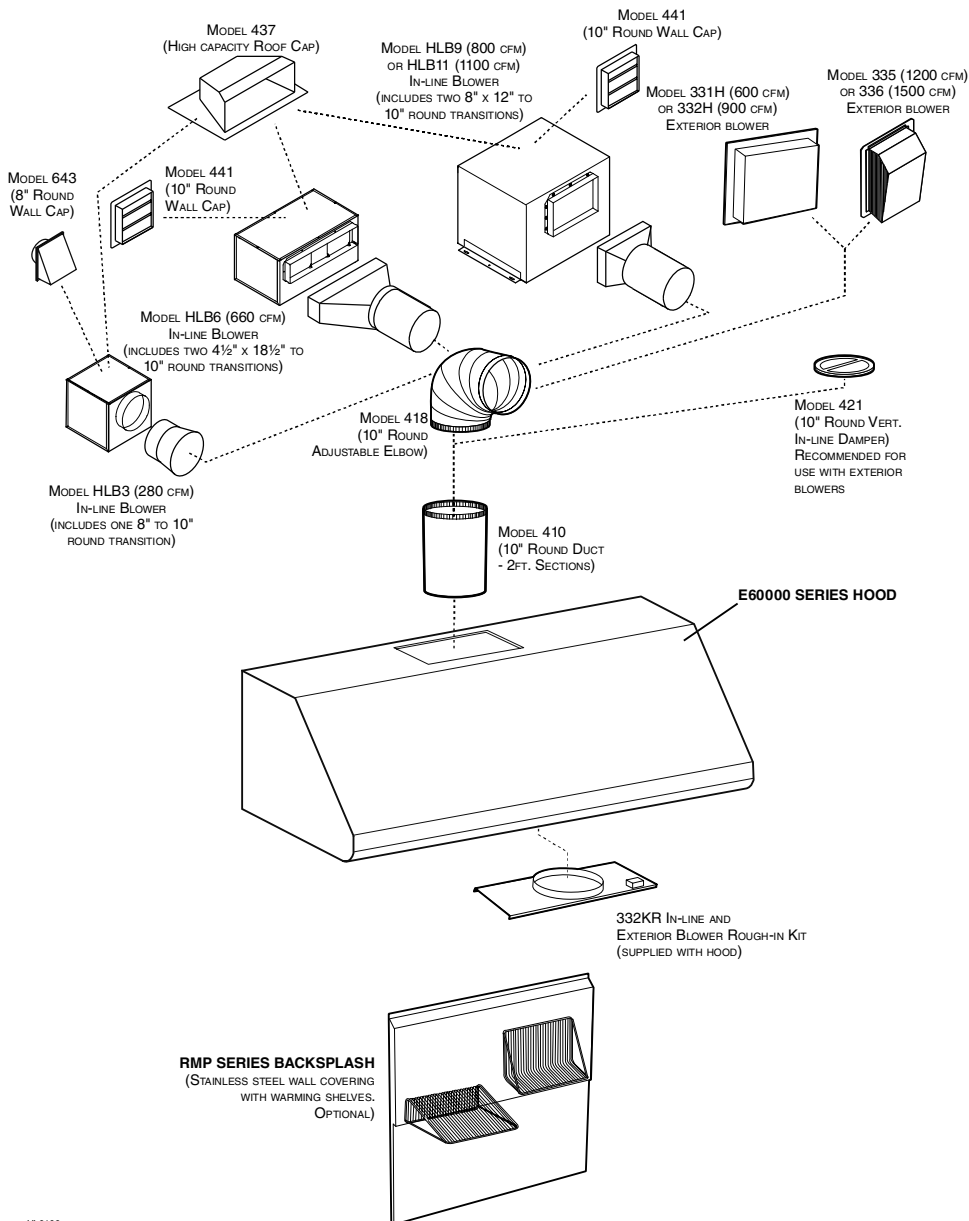 MODEL 437
(HIGH CAPACITY ROOF CAP)
MODEL HLB9 (800 CFM)
OR HLB11 (1100 CFM)
IN-LINE BLOWER
(INCLUDES TWO 8" X 12" TO
10" ROUND TRANSITIONS)
MODEL 441
(10" ROUND WALL CAP)
MODEL 331H (600 CFM)
OR 332H (900 CFM)
EXTERIOR BLOWER
MODEL 335 (1200 CFM)
OR 336 (1500 CFM)
EXTERIOR BLOWER
MODEL 643
(8" ROUND
WALL CAP)
MODEL 441
(10" ROUND
WALL CAP)
MODEL HLB6 (660 CFM)
IN-LINE BLOWER
(INCLUDES TWO 4½" X 18½" TO
10" ROUND TRANSITIONS)
MODEL 418
(10" ROUND
ADJUSTABLE ELBOW)
MODEL 421
(10" ROUND VERT.
IN-LINE DAMPER)
RECOMMENDED FOR
USE WITH EXTERIOR
BLOWERS
MODEL HLB3 (280 CFM)
IN-LINE BLOWER
(INCLUDES ONE 8" TO 10"
ROUND TRANSITION)
MODEL 410
(10" ROUND DUCT
- 2FT. SECTIONS)
E60000 SERIES HOOD
332KR IN-LINE AND
EXTERIOR BLOWER ROUGH-IN KIT
(SUPPLIED WITH HOOD)
RMP SERIES BACKSPLASH
(STAINLESS STEEL WALL COVERING
WITH WARMING SHELVES.
OPTIONAL)